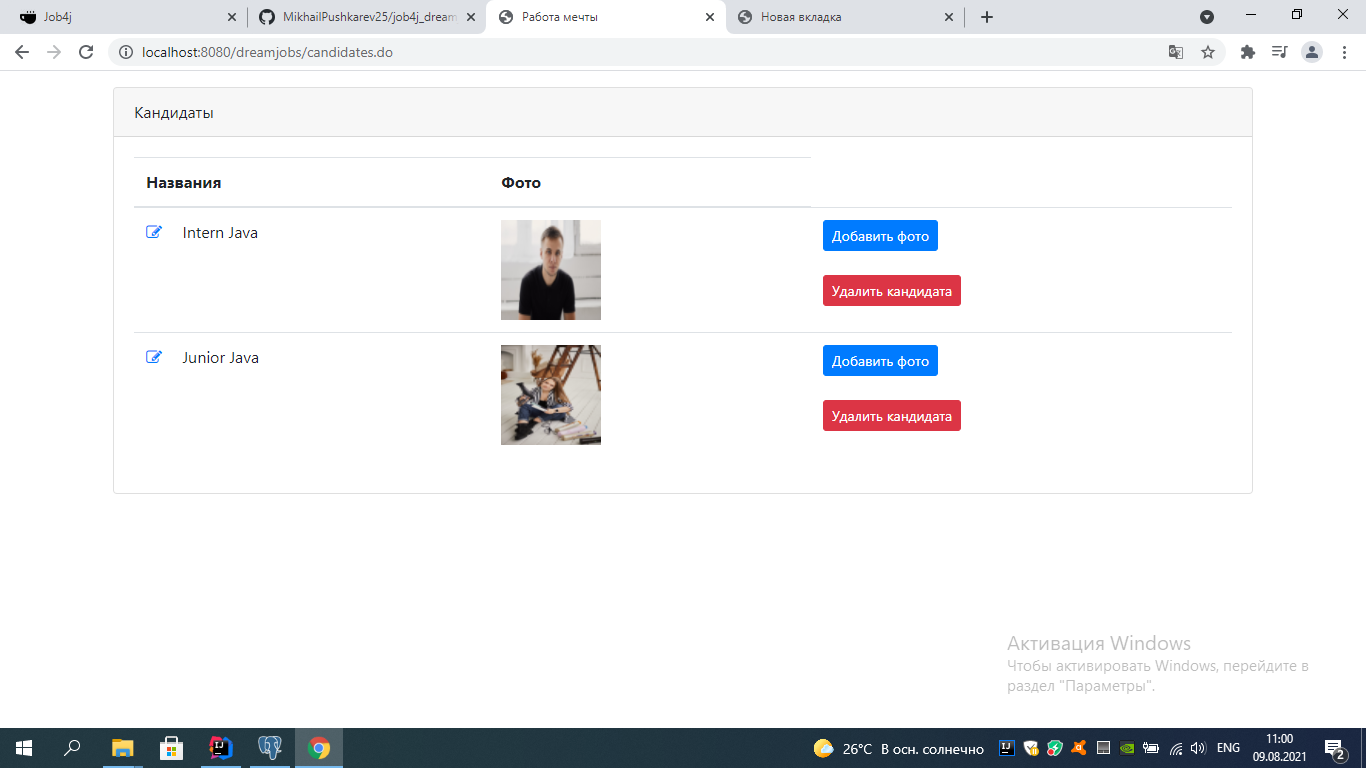 Job4j
MikhailPushkarev25/job4j_dream
Работа мечты
Новая вкладка
localhost:8080/dreamjobs/candidates.do
Кандидаты
Названия Фото
Intern Java Добавить фото
Удалить кандидата
Junior Java Добавить фото
Удалить кандидата
Активация Windows
Чтобы активировать Windows, перейдите в
раздел "Параметры".
26°C В осн. солнечно ENG 11:00
09.08.2021
2